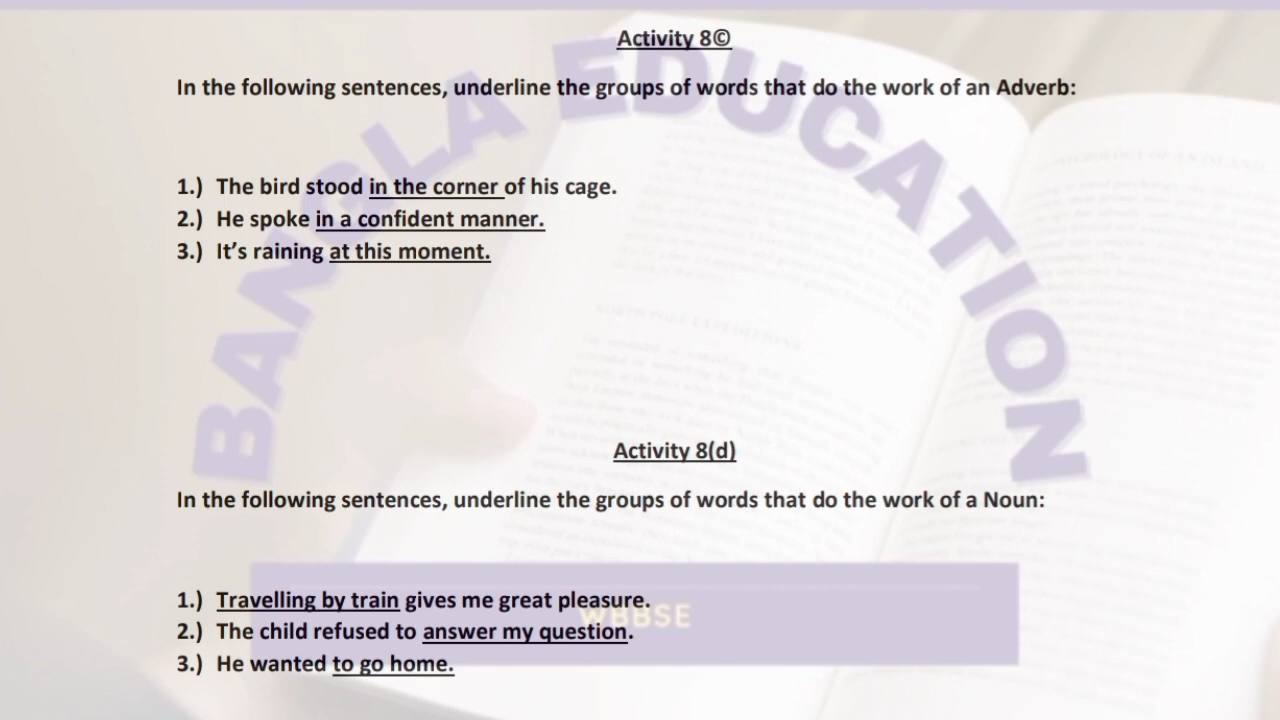 Activity 8©
In the following sentences, underline the groups of words that do the work of an Adverb:
1.) The bird stood in the corner of his cage.
2.) He spoke in a confident manner.
3.) It’s raining at this moment.
BANGLA EDUCATION
Activity 8(d)
In the following sentences, underline the groups of words that do the work of a Noun:
1.) Travelling by train gives me great pleasure.
WBBSE
2.) The child refused to answer my question.
3.) He wanted to go home.